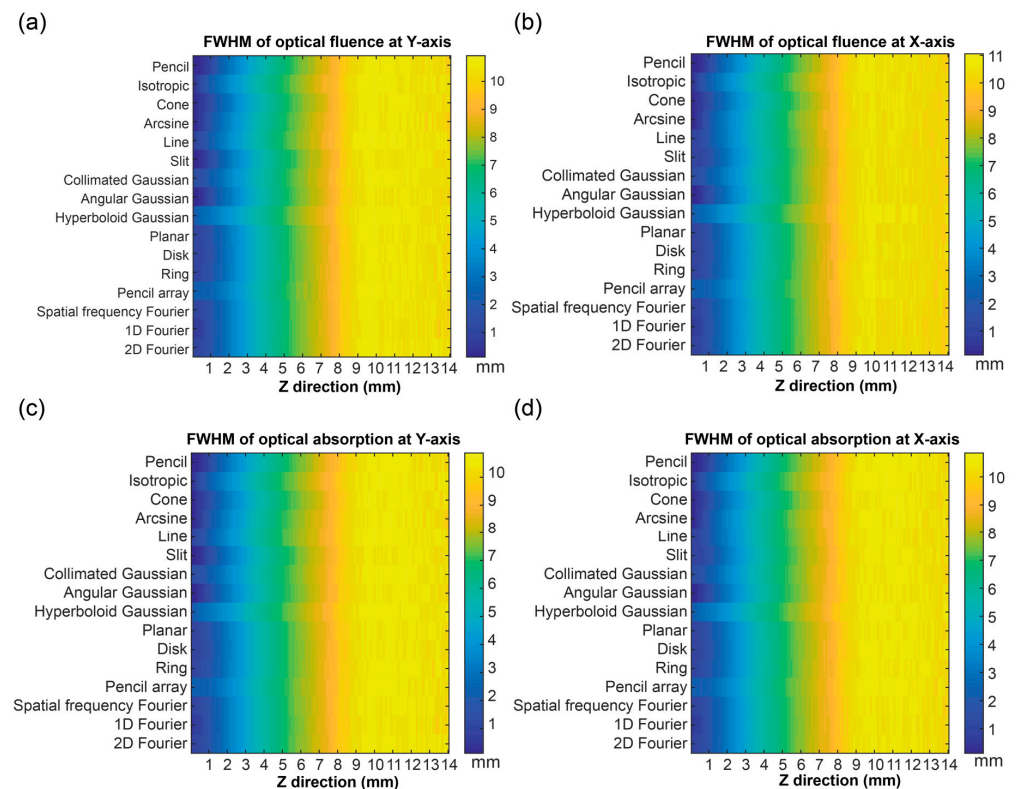 (a)
FWHM of optical fluence at Y-axis
Pencil
Isotropic
Cone
Arcsine
Line
Slit
Collimated Gaussian
Angular Gaussian
Hyperboloid Gaussian
Planar
Disk
Ring
Pencil array
Spatial frequency Fourier
1D Fourier
2D Fourier
1 2 3 4 5 6 7 8 9 10 11 12 13 14
Z direction (mm)
10
9
8
7
6
5
4
3
2
1
mm
(b)
FWHM of optical fluence at X-axis
Pencil
Isotropic
Cone
Arcsine
Line
Slit
Collimated Gaussian
Angular Gaussian
Hyperboloid Gaussian
Planar
Disk
Ring
Pencil array
Spatial frequency Fourier
1D Fourier
2D Fourier
1 2 3 4 5 6 7 8 9 10 11 12 13 14
Z direction (mm)
11
10
9
8
7
6
5
4
3
2
1
mm
(c)
FWHM of optical absorption at Y-axis
Pencil
Isotropic
Cone
Arcsine
Line
Slit
Collimated Gaussian
Angular Gaussian
Hyperboloid Gaussian
Planar
Disk
Ring
Pencil array
Spatial frequency Fourier
1D Fourier
2D Fourier
1 2 3 4 5 6 7 8 9 10 11 12 13 14
Z direction (mm)
10
9
8
7
6
5
4
3
2
1
mm
(d)
FWHM of optical absorption at X-axis
Pencil
Isotropic
Cone
Arcsine
Line
Slit
Collimated Gaussian
Angular Gaussian
Hyperboloid Gaussian
Planar
Disk
Ring
Pencil array
Spatial frequency Fourier
1D Fourier
2D Fourier
1 2 3 4 5 6 7 8 9 10 11 12 13 14
Z direction (mm)
10
9
8
7
6
5
4
3
2
1
mm